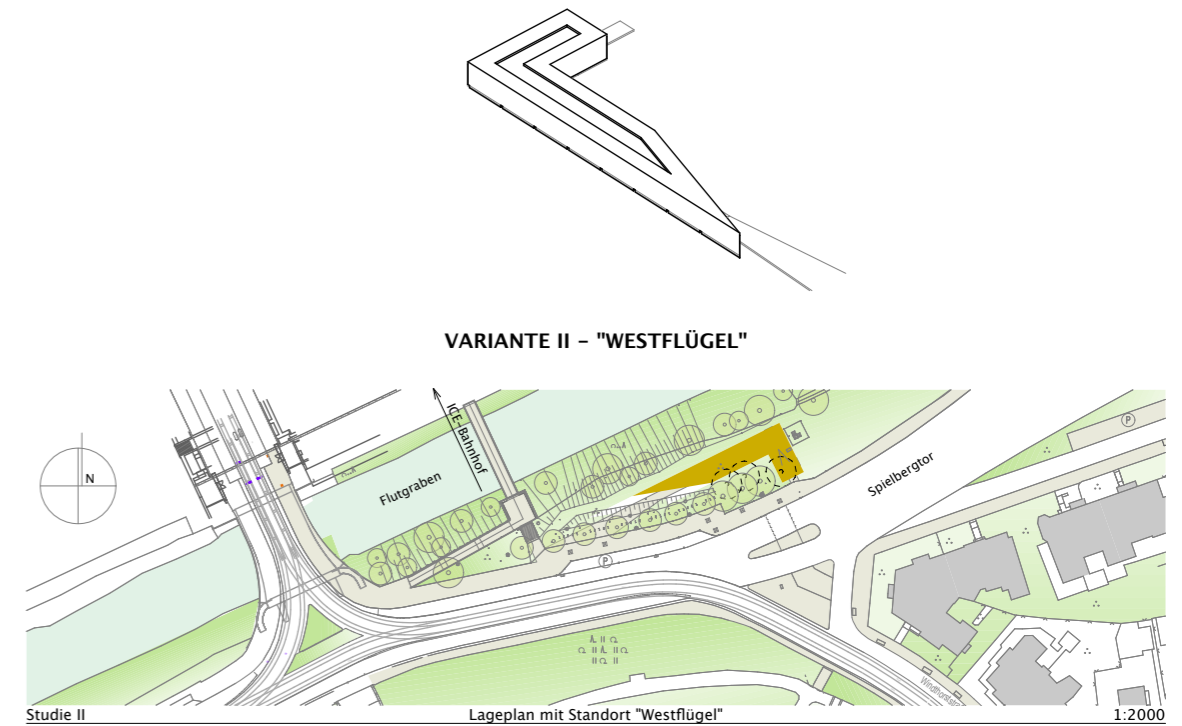 VARIANTE II – "WESTFLÜGEL"
ICE-Bahnhof
Flutgraben
N
P
Spielbergtor
P
Studie II
Lageplan mit Standort "Westflügel"
1:2000